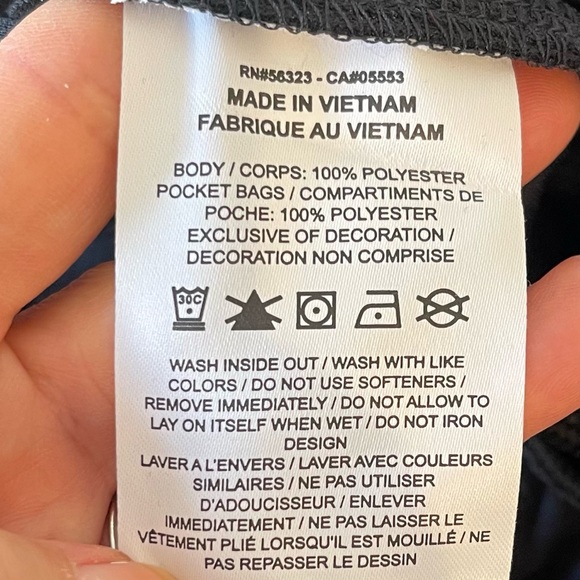 RN#56323 - CA#05553
MADE IN VIETNAM
FABRIQUE AU VIETNAM
BODY / CORPS: 100% POLYESTER
POCKET BAGS / COMPARTIMENTS DE
POCHE: 100% POLYESTER
EXCLUSIVE OF DECORATION /
DECORATION NON COMPRISE
30C
WASH INSIDE OUT / WASH WITH LIKE
COLORS / DO NOT USE SOFTENERS /
REMOVE IMMEDIATELY / DO NOT ALLOW TO
LAY ON ITSELF WHEN WET / DO NOT IRON
DESIGN
LAVER A L'ENVERS / LAVER AVEC COULEURS
SIMILAIRES / NE PAS UTILISER
D'ADOUCISSEUR / ENLEVER
IMMEDIATEMENT / NE PAS LAISSER LE
VÊTEMENT PLIÉ LORSQU'IL EST MOUILLÉ / NE
PAS REPASSER LE DESSIN